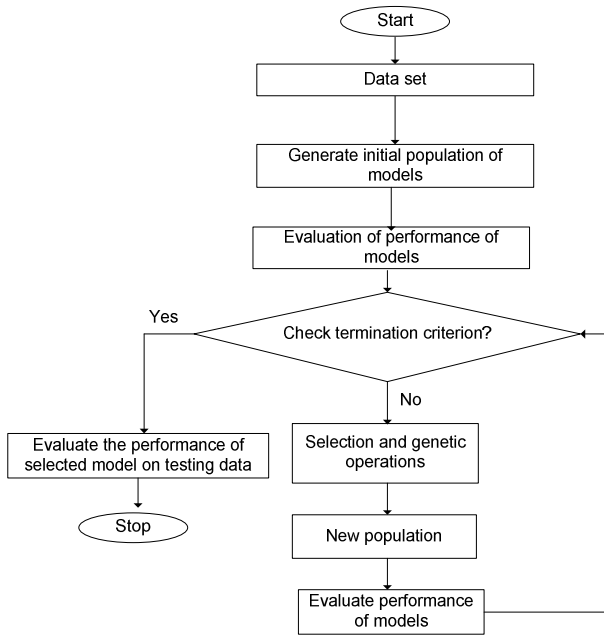 Start
Data set
Generate initial population of
models
Evaluation of performance of
models
Yes
Check termination criterion?
No
Evaluate the performance of
selected model on testing data
Selection and genetic
operations
Stop
New population
Evaluate performance
of models